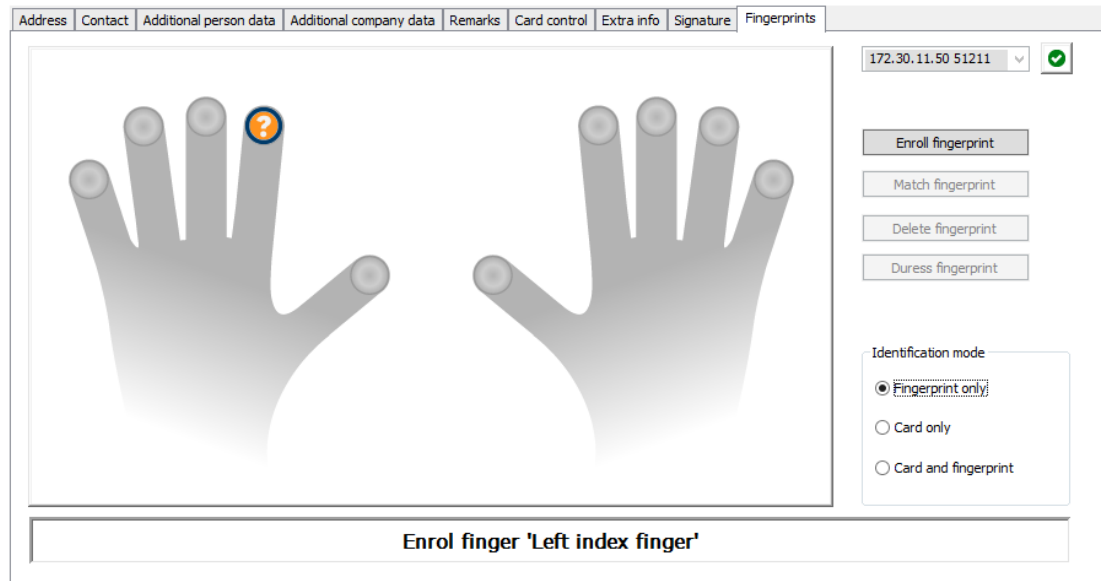 Address Contact Additional person data Additional company data Remarks Card control Extra info Signature Fingerprints
172.30.11.50 51211
?
Enroll fingerprint
Match fingerprint
Delete fingerprint
Duress fingerprint
Identification mode
Fingerprint only
Card only
Card and fingerprint
Enrol finger 'Left index finger'